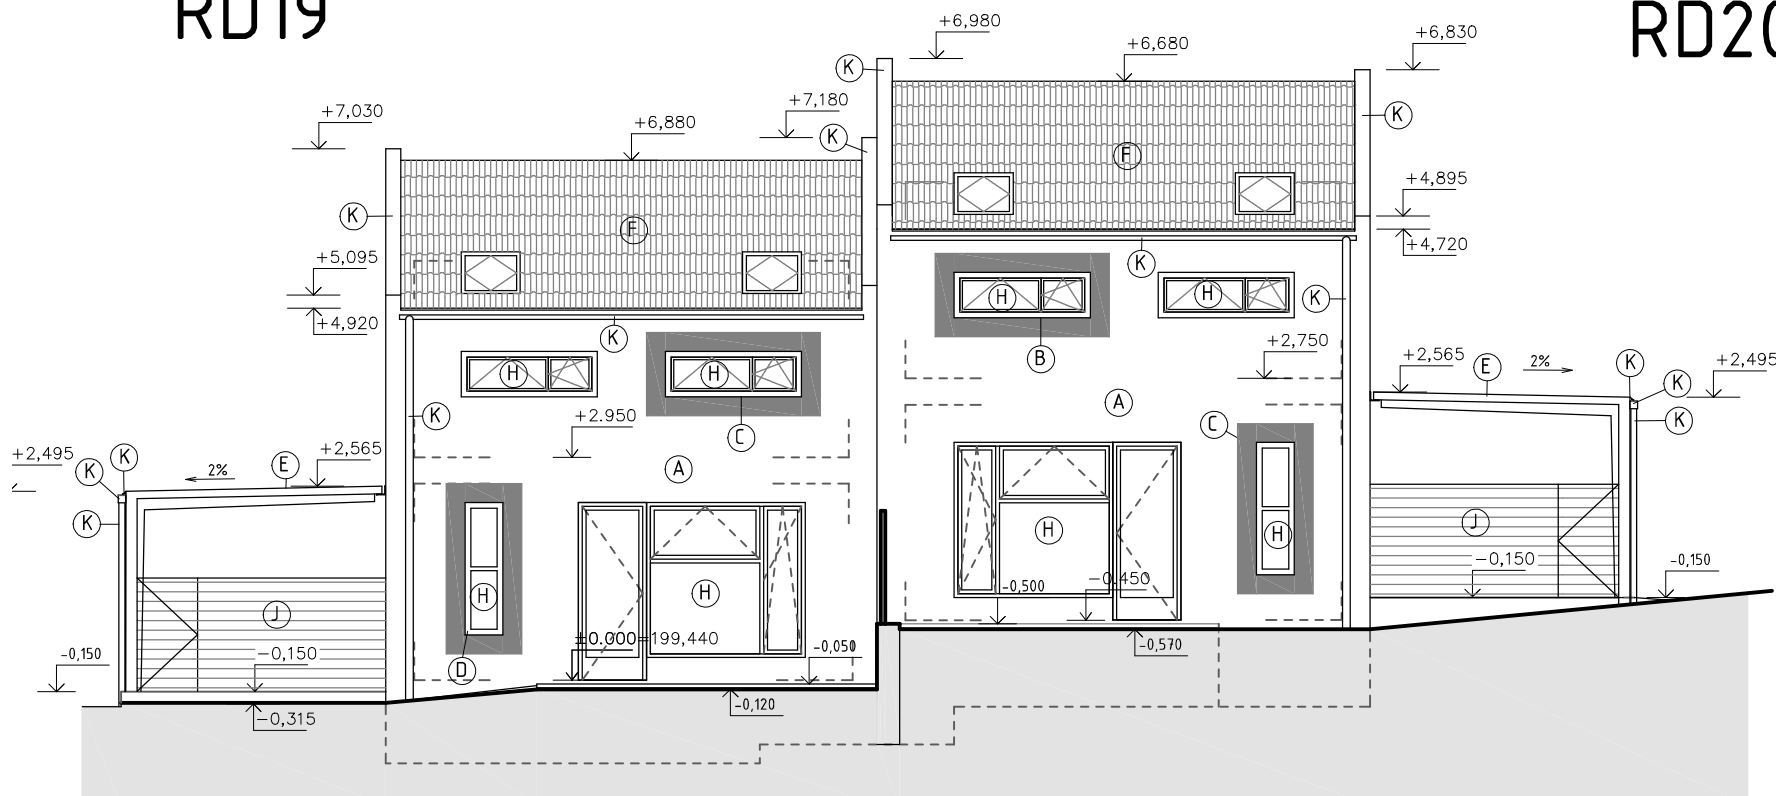 RD19
RD20
+6,980
+6,680
+6,830
K
+7,030
+6,880
+7,180
K
K
F
+4,895
K
F
+4,720
+5,095
+4,920
K
K
H
H
K
K
B
+2,750
+2,565
E
2%
K
+2,495
K
H
H
K
+2.950
A
K
C
C
+2,495
K
K
2%
E
+2,565
A
K
H
H
J
-0,150
-0,150
-0,500
-0.450
H
H
J
±0.000=199,440
-0,570
-0,150
-0,150
-0,050
D
-0,120
-0,315